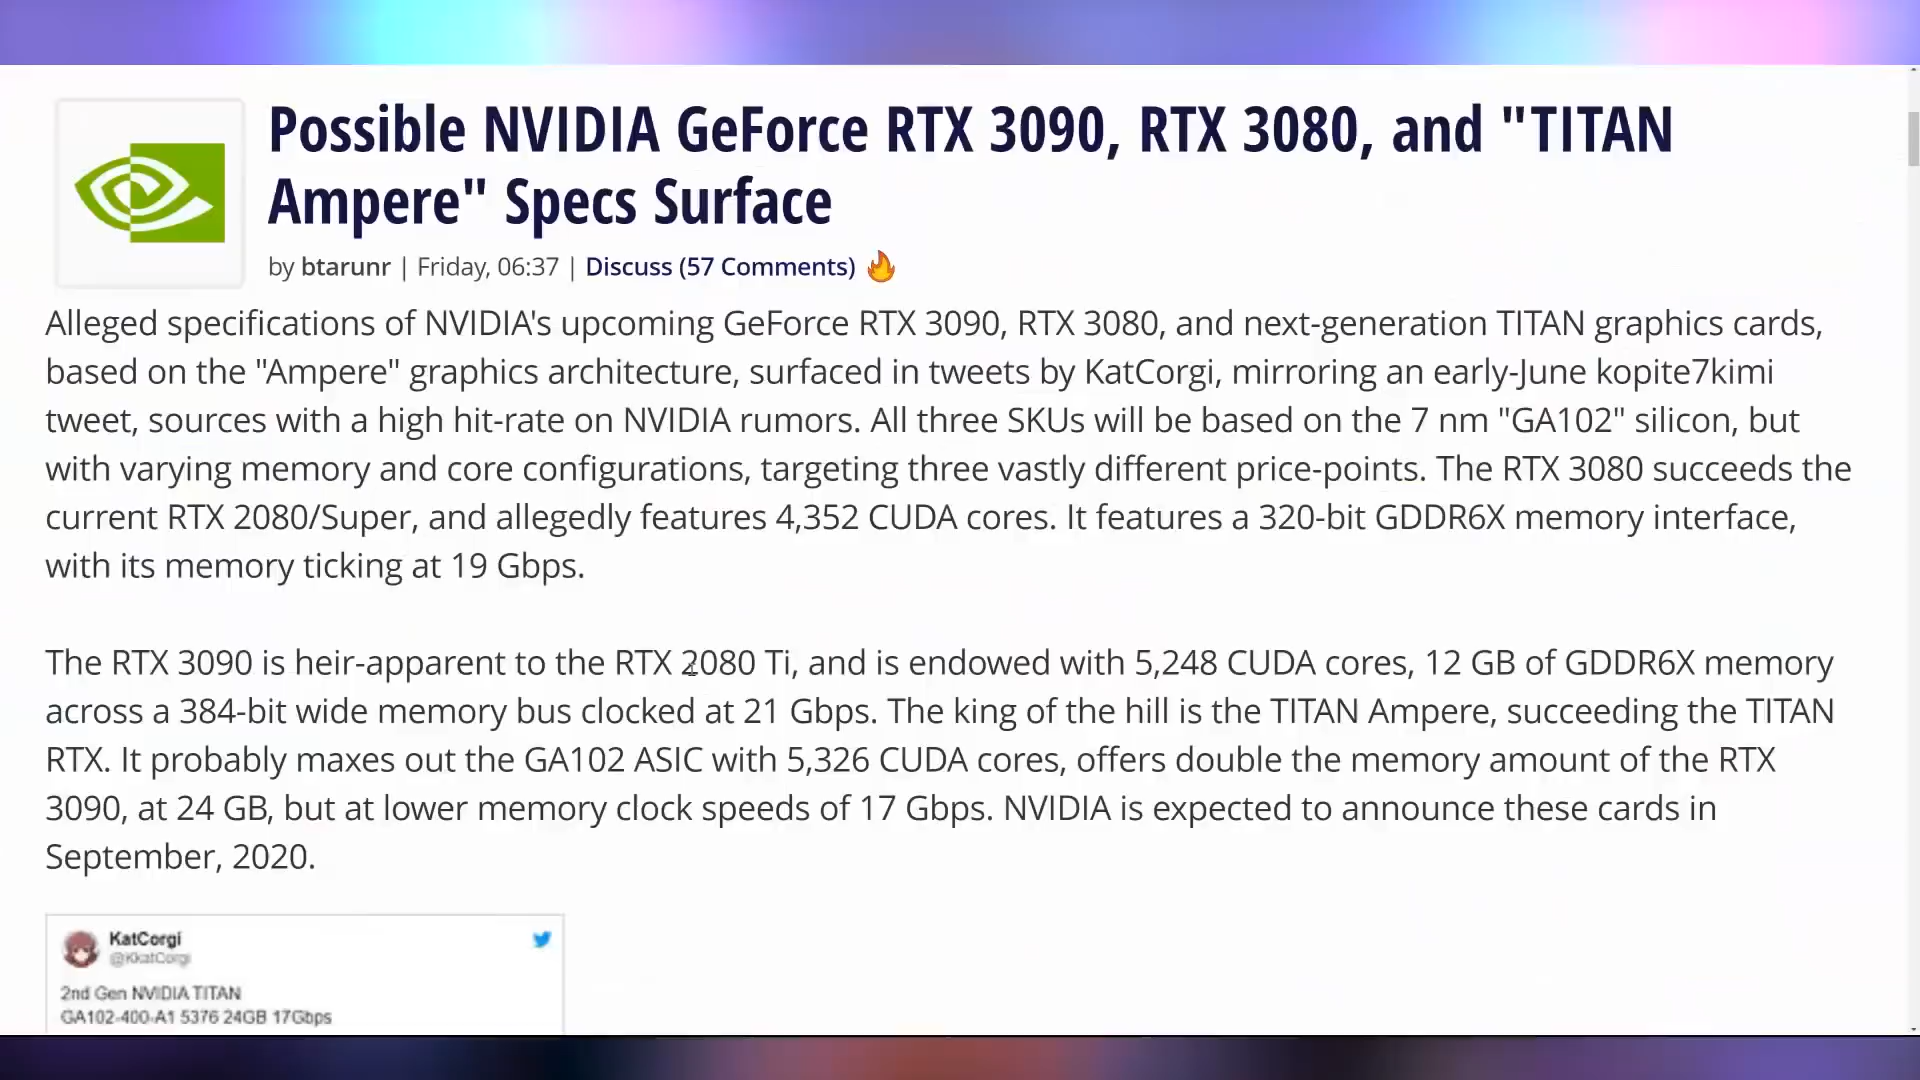 Possible NVIDIA GeForce RTX 3090, RTX 3080, and "TITAN
Ampere" Specs Surface
by btarunr | Friday, 06:37 | Discuss (57 Comments)
Alleged specifications of NVIDIA's upcoming GeForce RTX 3090, RTX 3080, and next-generation TITAN graphics cards,
based on the "Ampere" graphics architecture, surfaced in tweets by KatCorgi, mirroring an early-June kopite7kimi
tweet, sources with a high hit-rate on NVIDIA rumors. All three SKUs will be based on the 7 nm "GA102" silicon, but
with varying memory and core configurations, targeting three vastly different price-points. The RTX 3080 succeeds the
current RTX 2080/Super, and allegedly features 4,352 CUDA cores. It features a 320-bit GDDR6X memory interface,
with its memory ticking at 19 Gbps.
The RTX 3090 is heir-apparent to the RTX 2080 Ti, and is endowed with 5,248 CUDA cores, 12 GB of GDDR6X memory
across a 384-bit wide memory bus clocked at 21 Gbps. The king of the hill is the TITAN Ampere, succeeding the TITAN
RTX. It probably maxes out the GA102 ASIC with 5,326 CUDA cores, offers double the memory amount of the RTX
3090, at 24 GB, but at lower memory clock speeds of 17 Gbps. NVIDIA is expected to announce these cards in
September, 2020.
KatCorgi
@KkatCorgi
2nd Gen NVIDIA TITAN
GA102-400-A1 5376 24GB 17Gbps